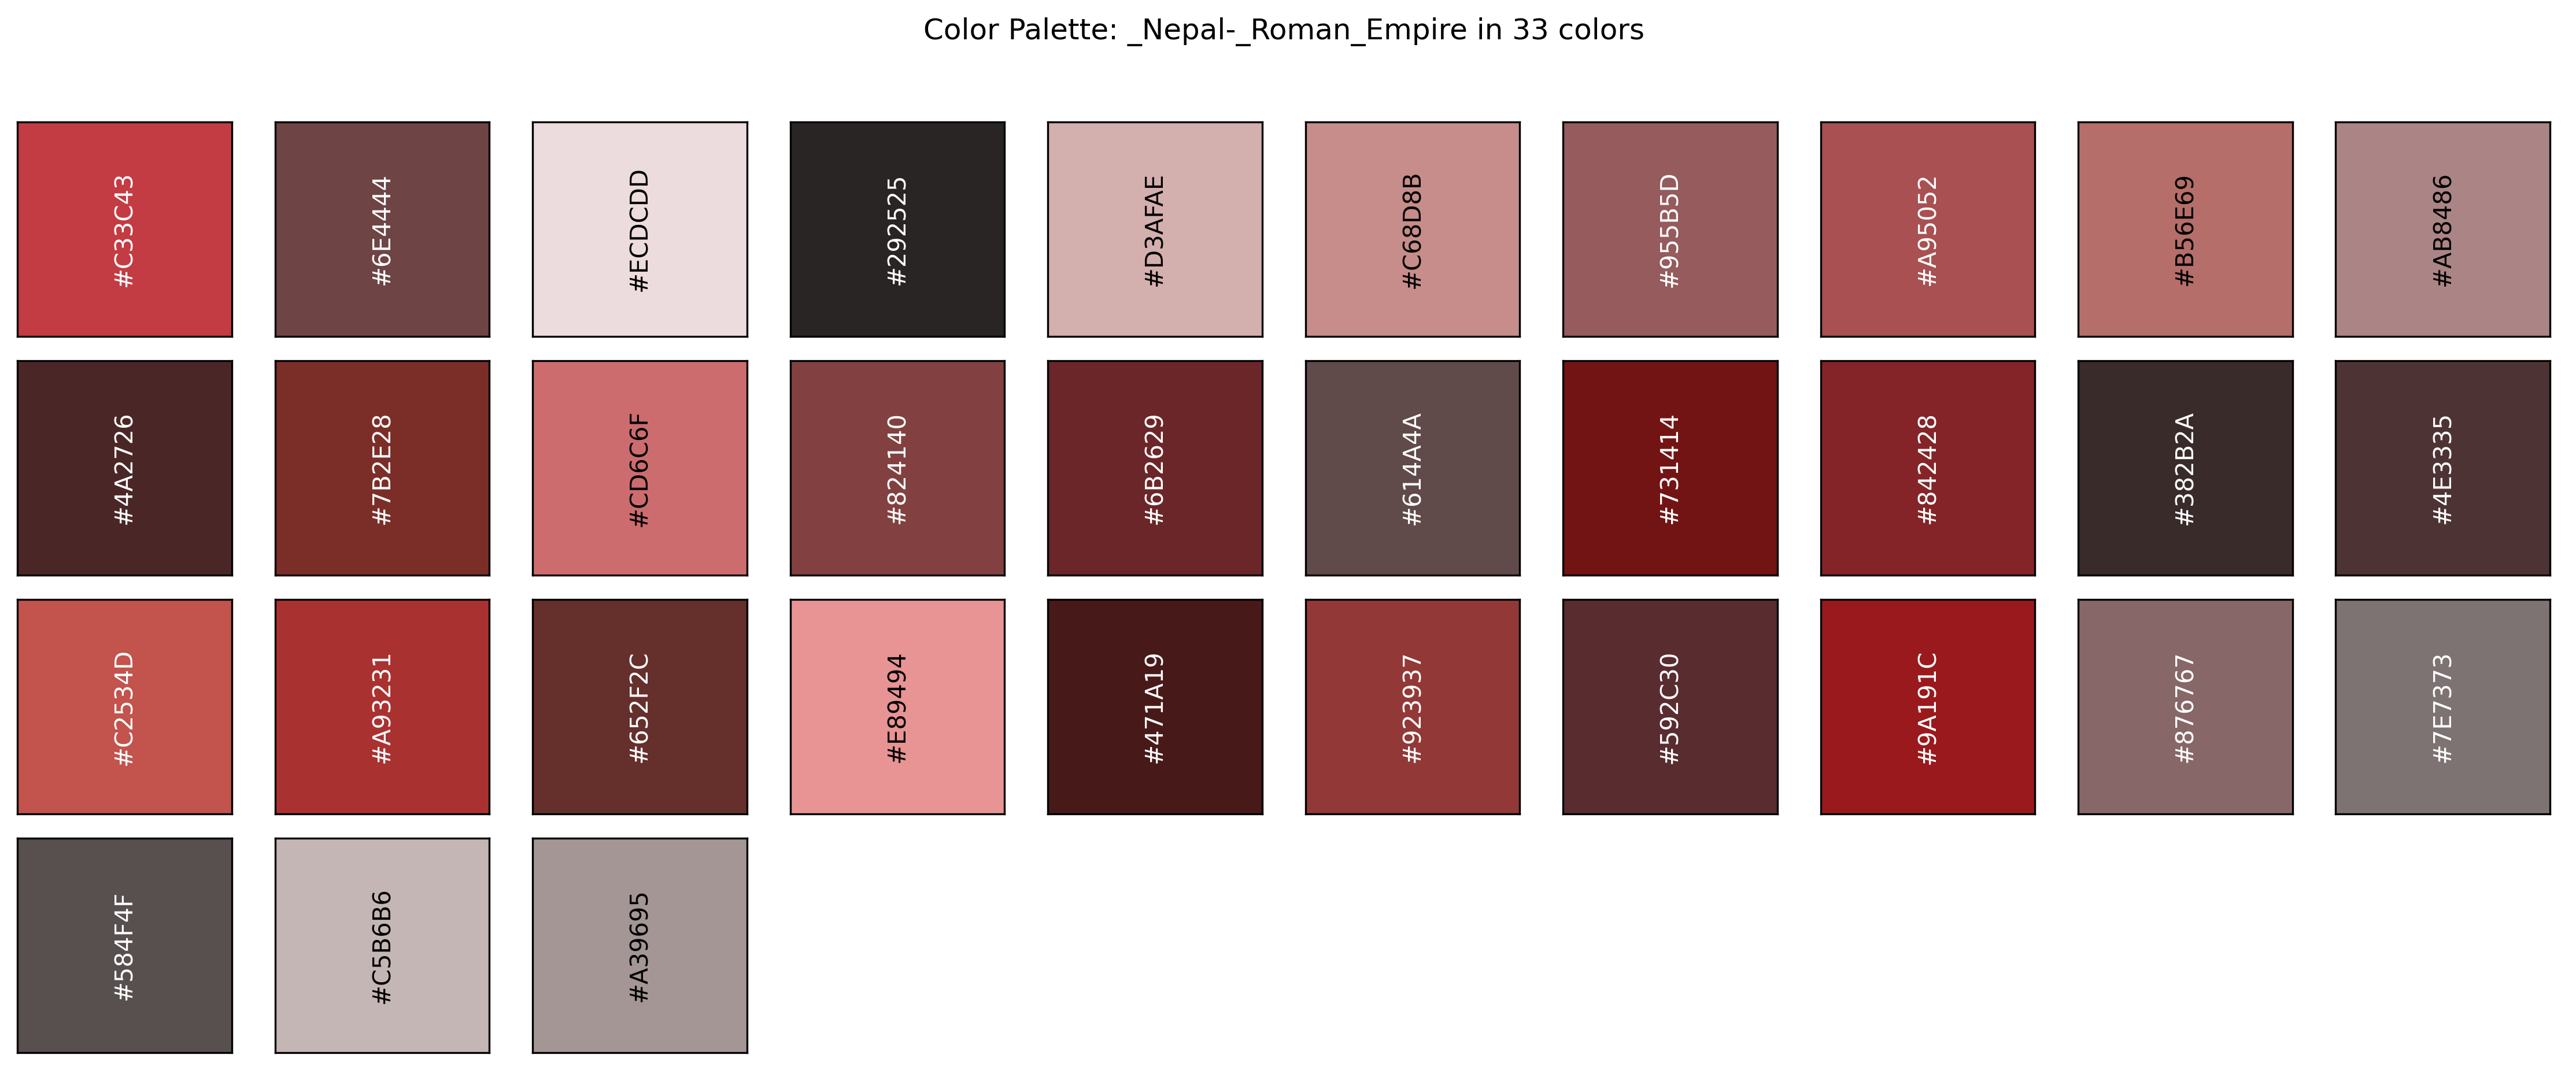 Color Palette: _Nepal-_Roman_Empire in 33 colors
#C33C43
#6E4444
#ECDCDD
#292525
#D3AFAE
#C68D8B
#955B5D
#A95052
#B56E69
#AB8486
#4A2726
#7B2E28
#CD6C6F
#824140
#6B2629
#614A4A
#731414
#842428
#382B2A
#4E3335
#C2534D
#A93231
#652F2C
#E89494
#471A19
#923937
#592C30
#9A191C
#876767
#7E7373
#584F4F
#C5B6B6
#A39695